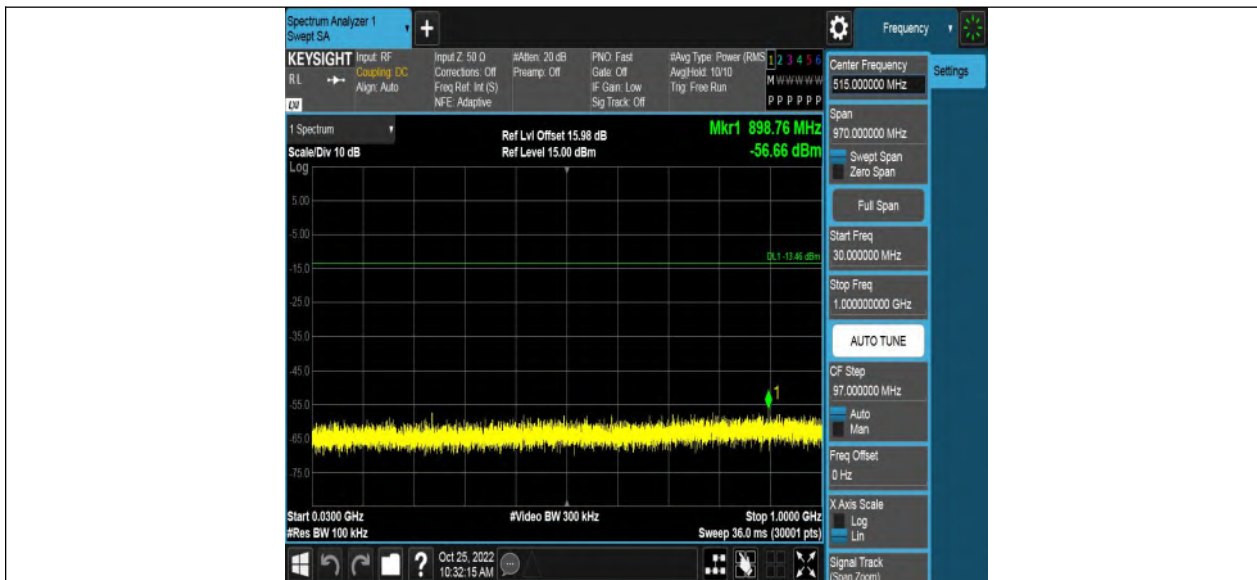 Spectrum Analyzer 1
Swept SA
+
Frequency
KEYSIGHT
RL
LXI
Input: RF
Coupling: DC
Align: Auto
Input Z: 50 Ω
Corrections: Off
Freq Ref: Int (S)
NFE: Adaptive
#Atten: 20 dB
Preamp: Off
PNO: Fast
Gate: Off
IF Gain: Low
Sig Track: Off
#Avg Type: Power (RMS
Avg|Hold: 10/10
Trig: Free Run
1 2 3 4 5 6
M W W W W W
P P P P P P
1 Spectrum
Scale/Div 10 dB
Log
Ref Lvl Offset 15.98 dB
Ref Level 15.00 dBm
Mkr1 898.76 MHz
-56.66 dBm
5.00
-5.00
DL1 -13.46 dBm
-15.0
-25.0
-35.0
-45.0
1
-55.0
-65.0
-75.0
Start 0.0300 GHz
#Video BW 300 kHz
Stop 1.0000 GHz
#Res BW 100 kHz
Sweep 36.0 ms (30001 pts)
?
Oct 25, 2022
10:32:15 AM
Center Frequency
515.000000 MHz
Settings
Span
970.000000 MHz
Swept Span
Zero Span
Full Span
Start Freq
30.000000 MHz
Stop Freq
1.000000000 GHz
AUTO TUNE
CF Step
97.000000 MHz
Auto
Man
Freq Offset
0 Hz
X Axis Scale
Log
Lin
Signal Track
(Span Zoom)